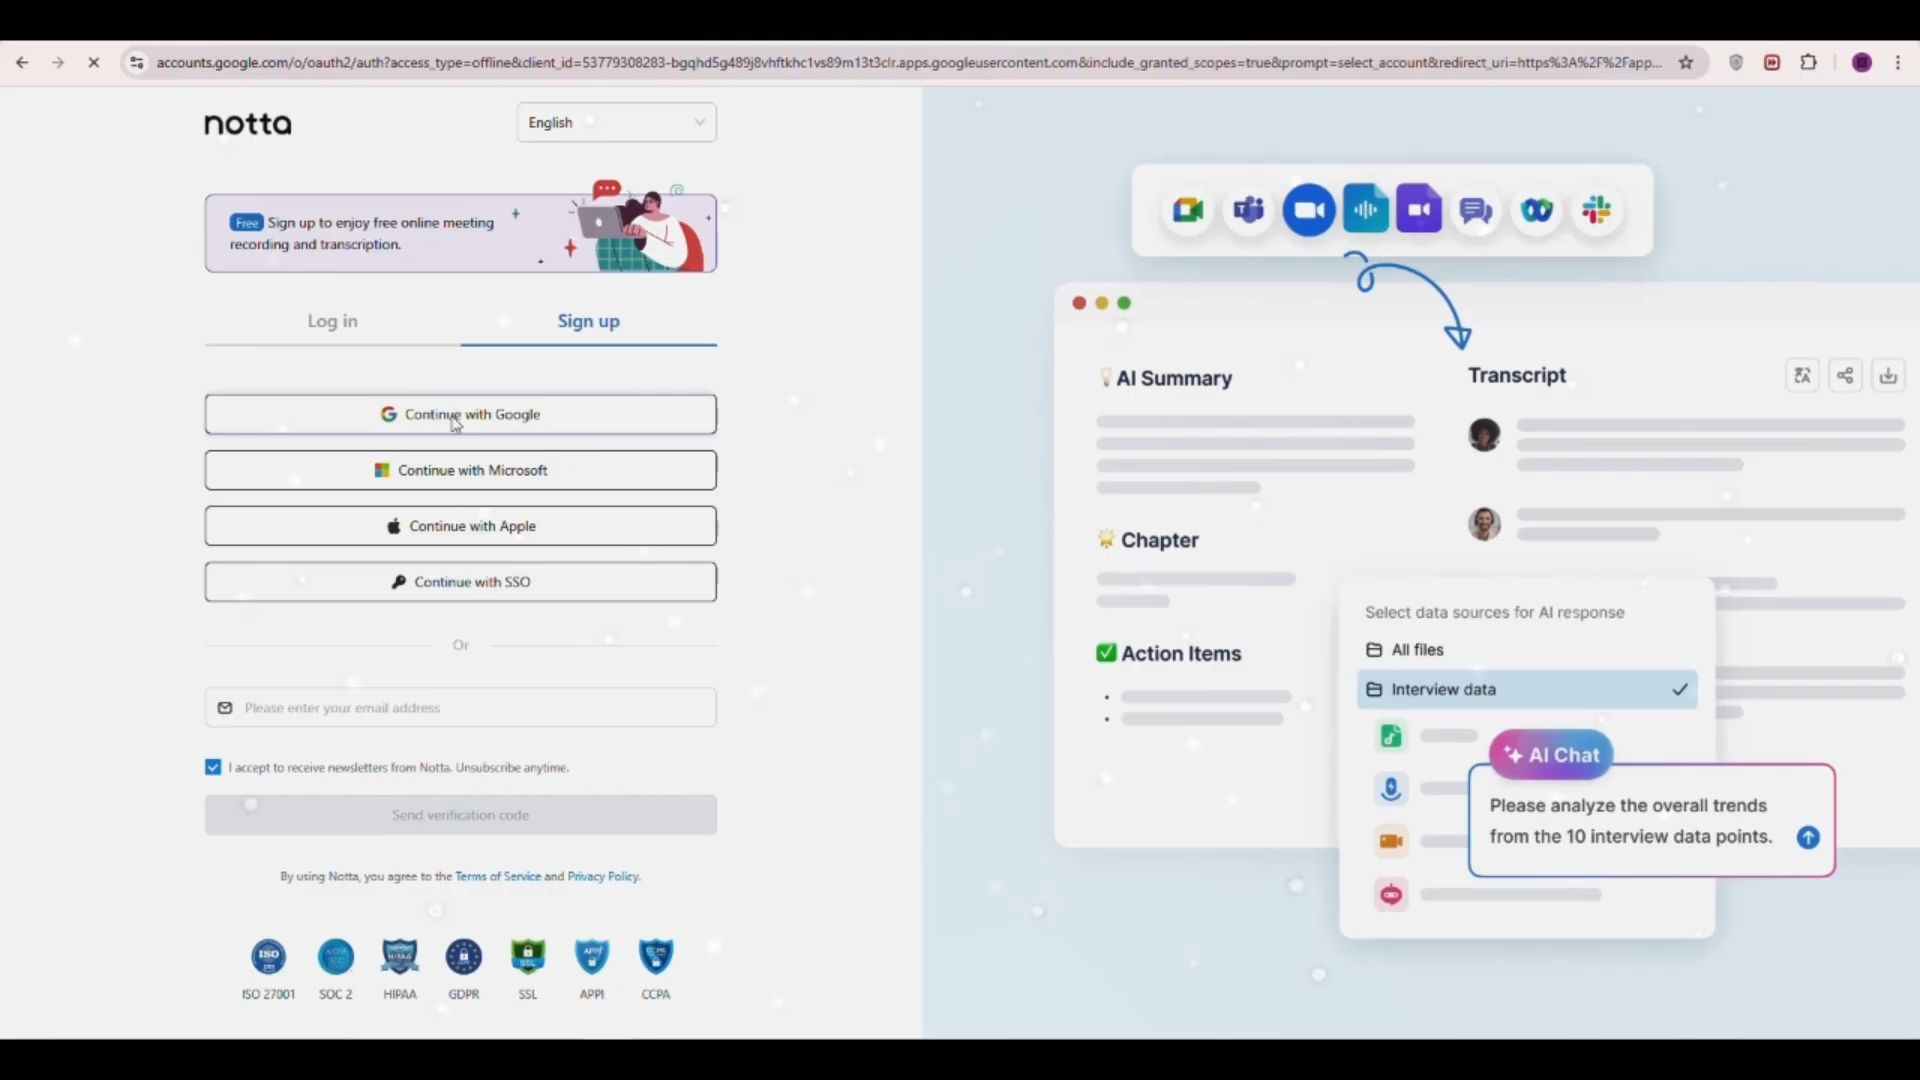 accounts.google.com/o/oauth2/auth?access_type=offline&client_id=53779308283-bgqhd5g489j8vhftkhc1vs89m13t3clr.apps.googleusercontent.com&include_granted_scopes=true&prompt=select_account&redirect_uri=https%3A%2F%2Fapp...
notta
English
Free Sign up to enjoy free online meeting
recording and transcription.
Log in
Sign up
Continue with Google
Continue with Microsoft
Continue with Apple
Continue with SSO
Or
Please enter your email address
I accept to receive newsletters from Notta. Unsubscribe anytime.
Send verification code
By using Notta, you agree to the Terms of Service and Privacy Policy.
ISO 27001
SOC 2
HIPAA
GDPR
SSL
APPI
CCPA
AI Summary
Transcript
Chapter
Action Items
Select data sources for AI response
All files
Interview data
AI Chat
Please analyze the overall trends
from the 10 interview data points.